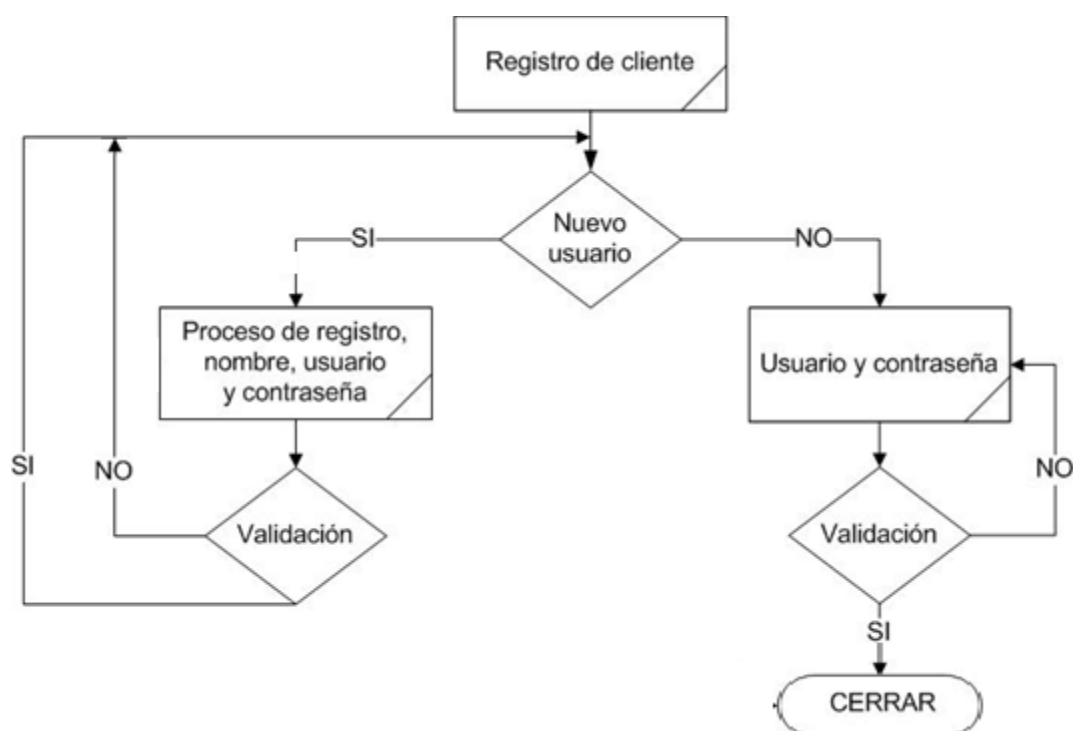 Registro de cliente
Nuevo
usuario
SI
NO
Proceso de registro,
nombre, usuario
y contraseña
Usuario y contraseña
SI
NO
NO
Validación
Validación
SI
CERRAR